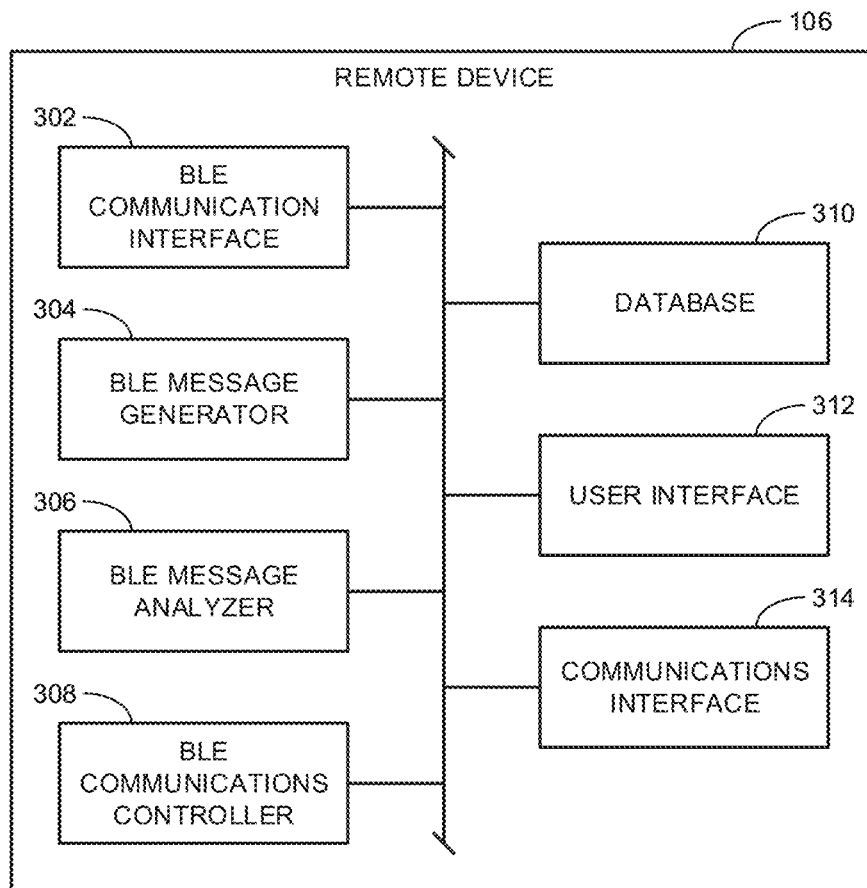 106
REMOTE DEVICE
302
BLE
COMMUNICATION
INTERFACE
304
BLE MESSAGE
GENERATOR
306
BLE MESSAGE
ANALYZER
308
BLE
COMMUNICATIONS
CONTROLLER
310
DATABASE
312
USER INTERFACE
314
COMMUNICATIONS
INTERFACE